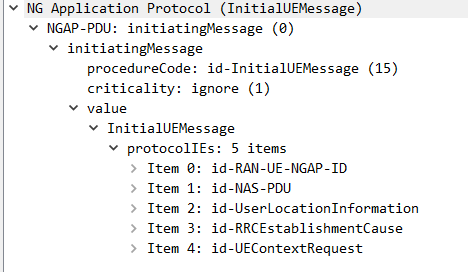 NG Application Protocol (InitialUEMessage)
NGAP-PDU: initiatingMessage (0)
initiatingMessage
procedureCode: id-InitialUEMessage (15)
criticality: ignore (1)
value
InitialUEMessage
protocolIEs: 5 items
Item 0: id-RAN-UE-NGAP-ID
Item 1: id-NAS-PDU
Item 2: id-UserLocationInformation
Item 3: id-RRCEstablishmentCause
Item 4: id-UEContextRequest